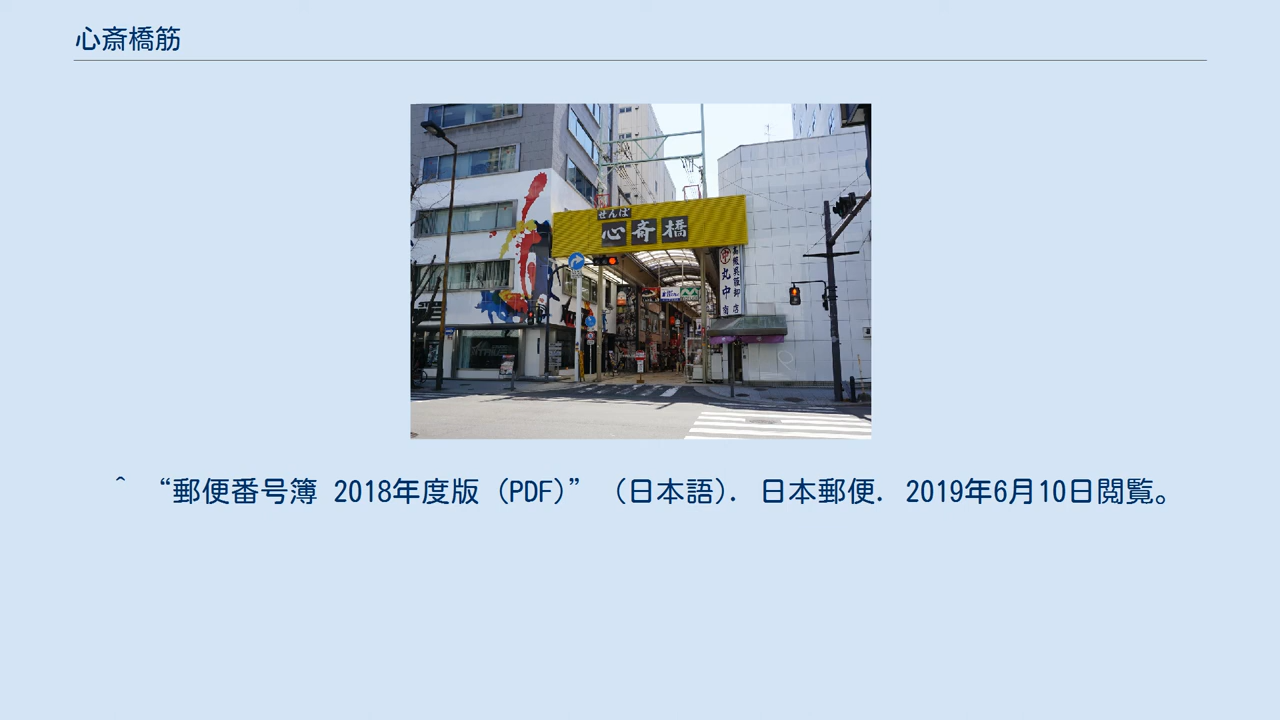 心斎橋筋
せんば
心斎橋
丸中
^ “郵便番号簿 2018年度版 (PDF)” (日本語). 日本郵便. 2019年6月10日閲覧。